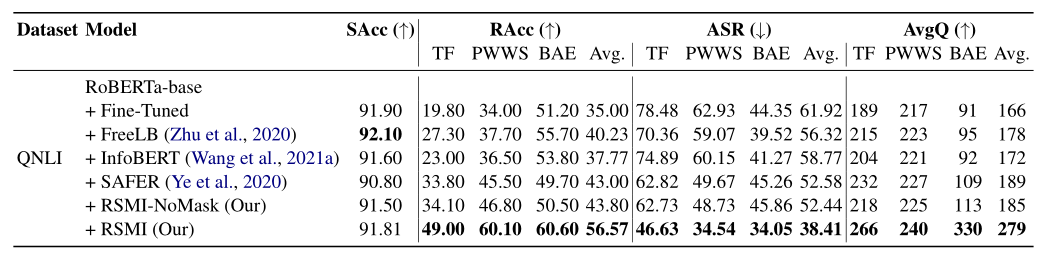 Dataset Model SAcc (↑) RAcc (↑) ASR (↓) AvgQ (↑)
TF PWWS BAE Avg. TF PWWS BAE Avg. TF PWWS BAE Avg.
RoBERTa-base
+ Fine-Tuned 91.90 19.80 34.00 51.20 35.00 78.48 62.93 44.35 61.92 189 217 91 166
+ FreeLB (Zhu et al., 2020) 92.10 27.30 37.70 55.70 40.23 70.36 59.07 39.52 56.32 215 223 95 178
QNLI + InfoBERT (Wang et al., 2021a) 91.60 23.00 36.50 53.80 37.77 74.89 60.15 41.27 58.77 204 221 92 172
+ SAFER (Ye et al., 2020) 90.80 33.80 45.50 49.70 43.00 62.82 49.67 45.26 52.58 232 227 109 189
+ RSMI-NoMask (Our) 91.50 34.10 46.80 50.50 43.80 62.73 48.73 45.86 52.44 218 225 113 185
+ RSMI (Our) 91.81 49.00 60.10 60.60 56.57 46.63 34.54 34.05 38.41 266 240 330 279